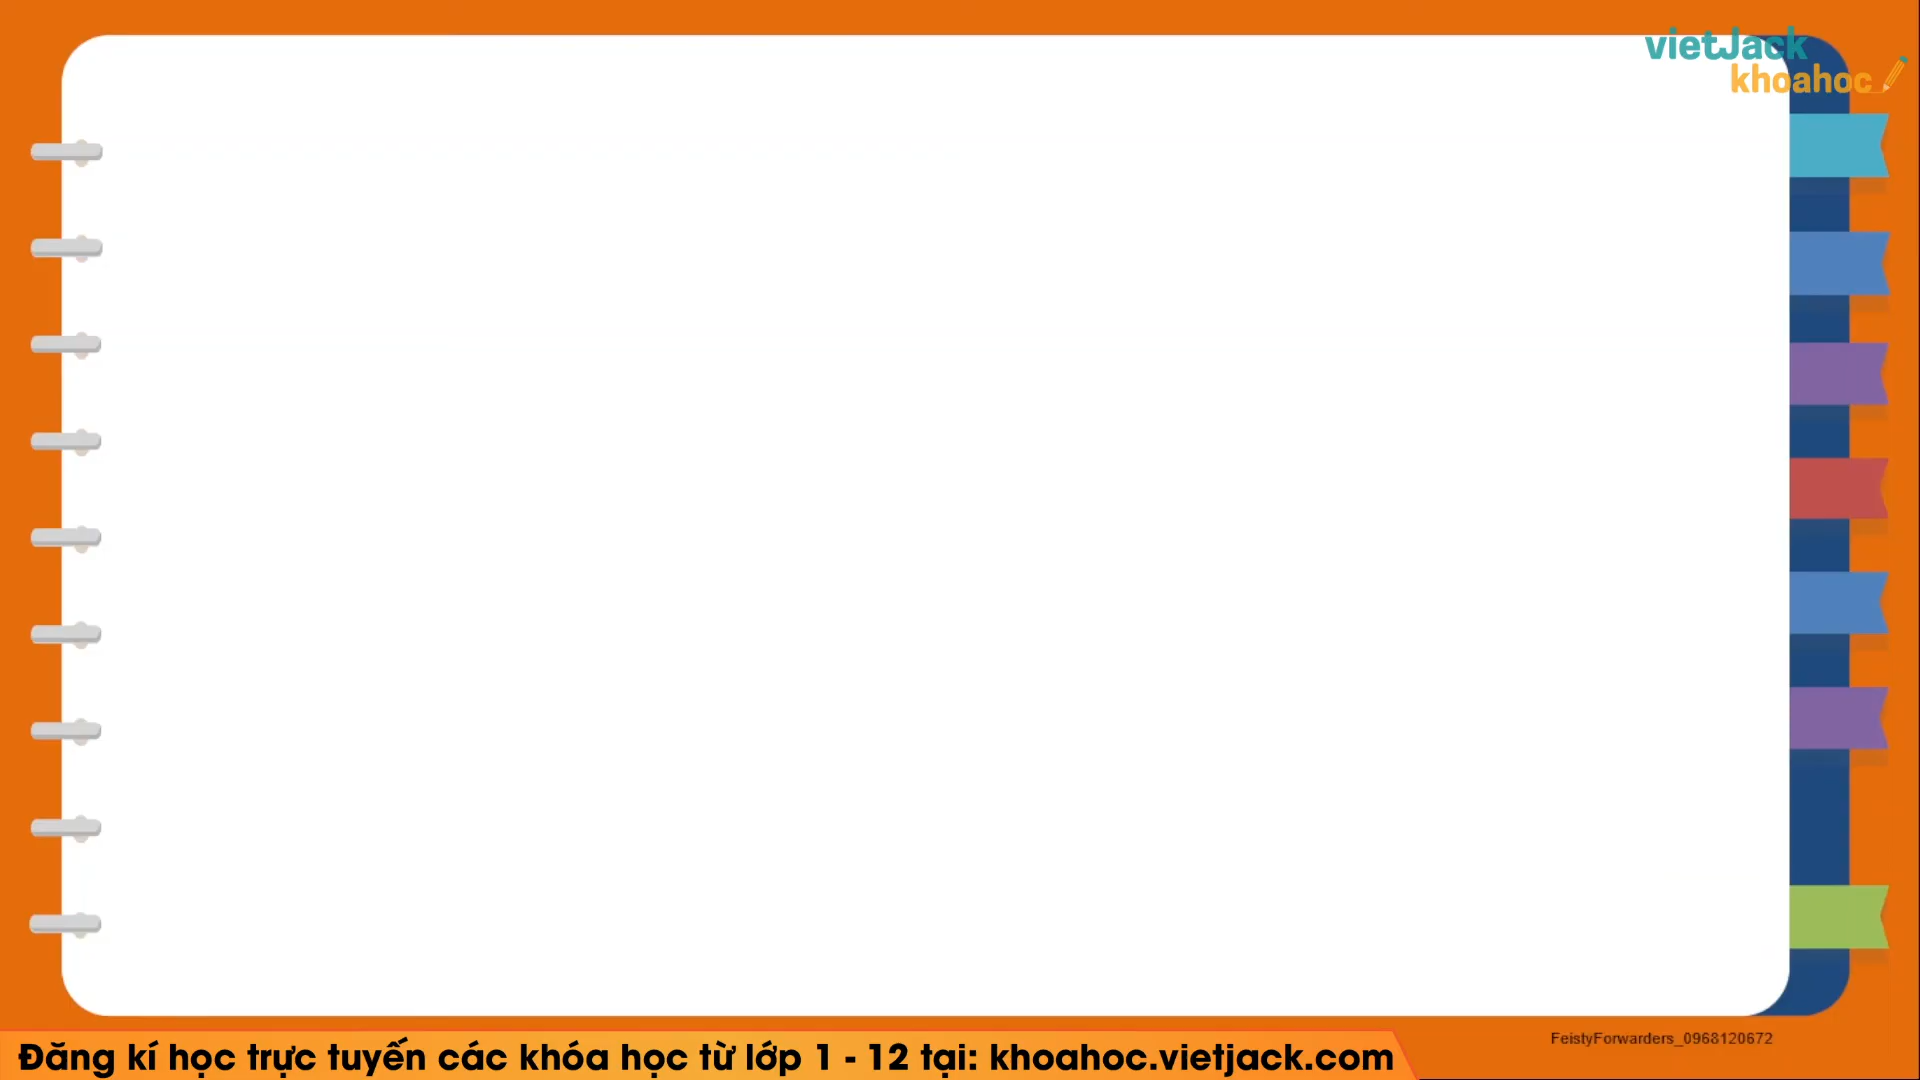 vietJack
khoahoc
FeistyForwarders_0968120672
Đăng kí học trực tuyến các khóa học từ lớp 1 - 12 tại: khoahoc.vietjack.com